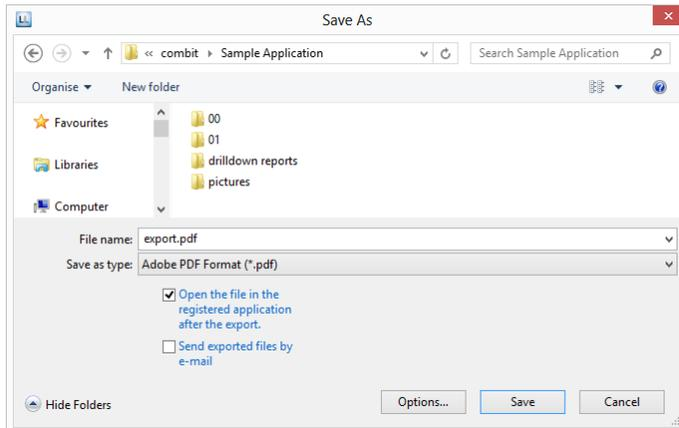 LL
Save As
« combit Sample Application
Search Sample Application
Organise New folder
Favourites
Libraries
Computer
00
01
drilldown reports
pictures
File name: export.pdf
Save as type: Adobe PDF Format (*.pdf)
Open the file in the
registered application
after the export.
Send exported files by
e-mail
Hide Folders
Options...
Save
Cancel